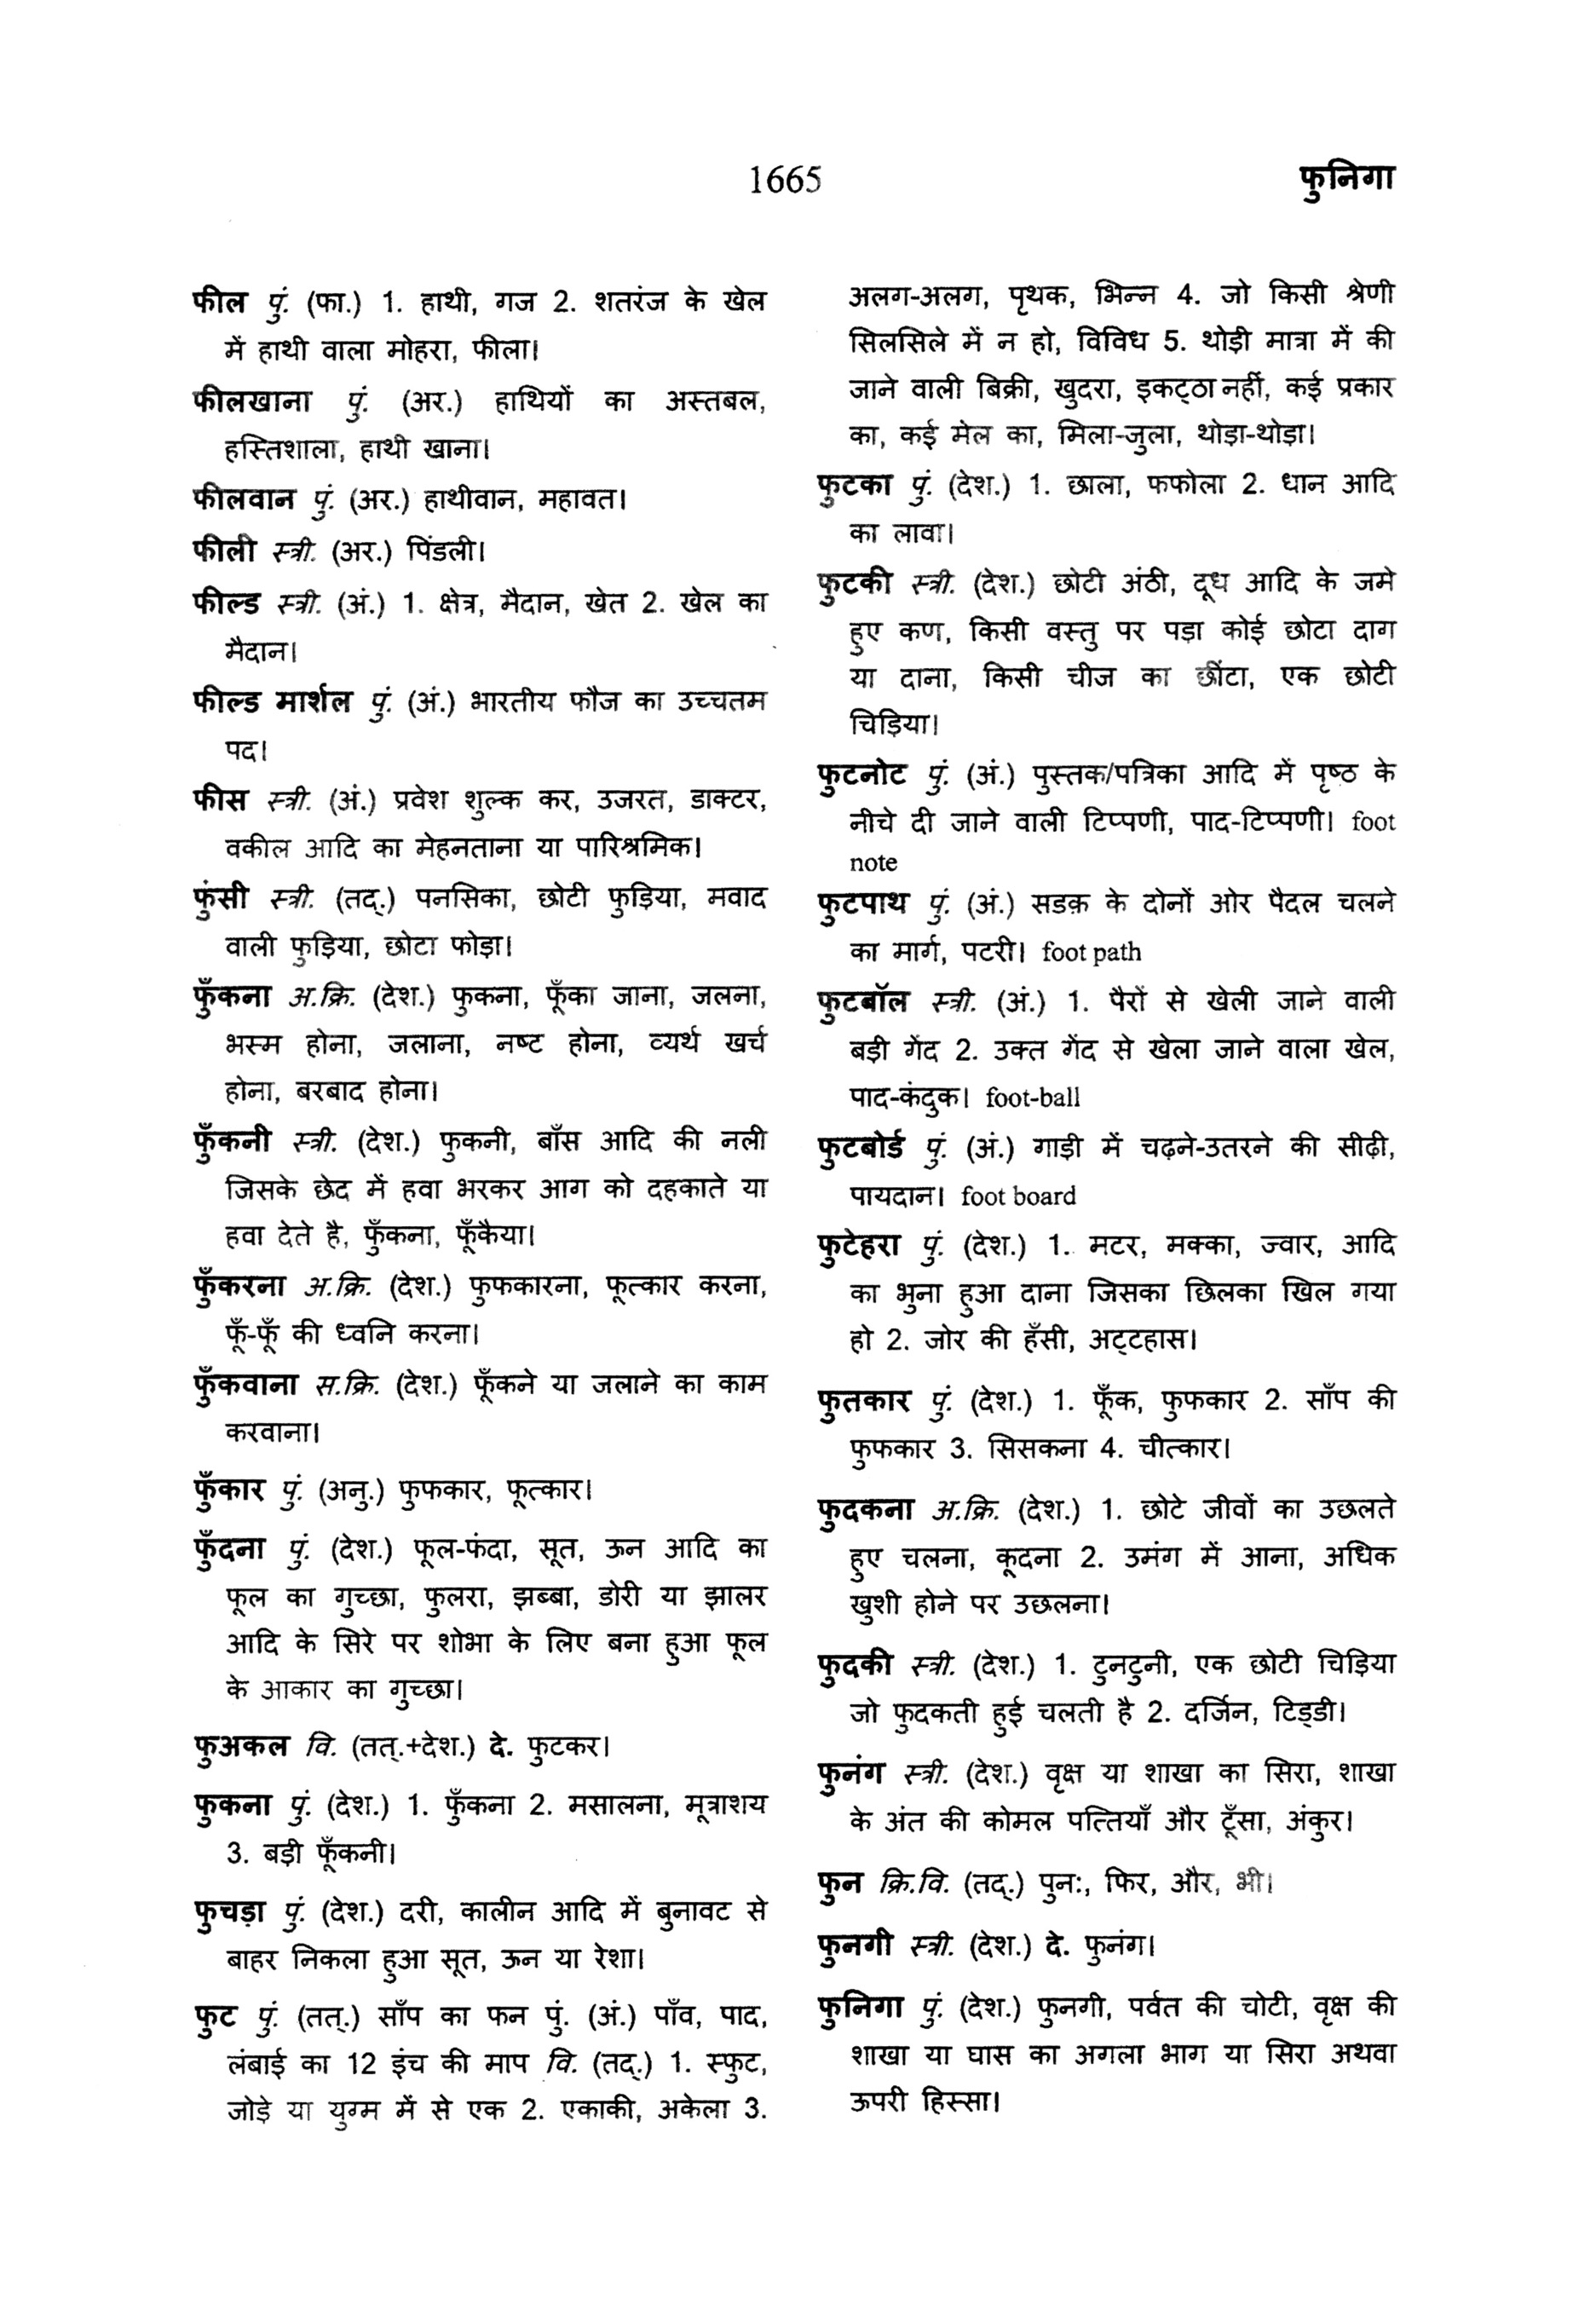 1665
फुनिगा
फील पुं. (फा.) 1. हाथी, गज 2. शतरंज के खेल
में हाथी वाला मोहरा, फीला।
फीलखाना पुं. (अर.) हाथियों का अस्तबल,
हस्तिशाला, हाथी खाना।
फीलवान पुं. (अर.) हाथीवान, महावत।
फीली स्त्री. (अर.) पिंडली।
फील्ड स्त्री. (अं.) 1. क्षेत्र, मैदान, खेत 2. खेल का
मैदान।
फील्ड मार्शल पुं. (अं.) भारतीय फौज का उच्चतम
पद।
फीस स्त्री. (अं.) प्रवेश शुल्क कर, उजरत, डाक्टर,
वकील आदि का मेहनताना या पारिश्रमिक।
फुंसी स्त्री. (तद्.) पनसिका, छोटी फुड़िया, मवाद
वाली फुड़िया, छोटा फोड़ा।
फुँकना अ.क्रि. (देश.) फुकना, फूँका जाना, जलना,
भस्म होना, जलाना, नष्ट होना, व्यर्थ खर्च
होना, बरबाद होना।
फुँकनी स्त्री. (देश.) फुकनी, बाँस आदि की नली
जिसके छेद में हवा भरकर आग को दहकाते या
हवा देते है, फुँकना, फूँकैया।
फुँकरना अ.क्रि. (देश.) फुफकारना, फूत्कार करना,
फूँ-फूँ की ध्वनि करना।
फुँकवाना स.क्रि. (देश.) फूँकने या जलाने का काम
करवाना।
फुँकार पुं. (अनु.) फुफकार, फूत्कार।
फुँदना पुं. (देश.) फूल-फंदा, सूत, ऊन आदि का
फूल का गुच्छा, फुलरा, झब्बा, डोरी या झालर
आदि के सिरे पर शोभा के लिए बना हुआ फूल
के आकार का गुच्छा।
फुअकल वि. (तत्.+देश.) दे. फुटकर।
फुकना पुं. (देश.) 1. फुँकना 2. मसालना, मूत्राशय
3. बड़ी फूँकनी।
फुचड़ा पुं. (देश.) दरी, कालीन आदि में बुनावट से
बाहर निकला हुआ सूत, ऊन या रेशा।
फुट पुं. (तत्.) साँप का फन पुं. (अं.) पाँव, पाद,
लंबाई का 12 इंच की माप वि. (तद्.) 1. स्फुट,
जोड़े या युग्म में से एक 2. एकाकी, अकेला 3.
अलग-अलग, पृथक, भिन्न 4. जो किसी श्रेणी
सिलसिले में न हो, विविध 5. थोड़ी मात्रा में की
जाने वाली बिक्री, खुदरा, इकट्ठा नहीं, कई प्रकार
का, कई मेल का, मिला-जुला, थोड़ा-थोड़ा।
फुटका पुं. (देश.) 1. छाला, फफोला 2. धान आदि
का लावा।
फुटकी स्त्री. (देश.) छोटी अंठी, दूध आदि के जमे
हुए कण, किसी वस्तु पर पड़ा कोई छोटा दाग
या दाना, किसी चीज का छींटा, एक छोटी
चिड़िया।
फुटनोट पुं. (अं.) पुस्तक/पत्रिका आदि में पृष्ठ के
नीचे दी जाने वाली टिप्पणी, पाद-टिप्पणी। foot
note
फुटपाथ पुं. (अं.) सडक़ के दोनों ओर पैदल चलने
का मार्ग, पटरी। foot path
फुटबॉल स्त्री. (अं.) 1. पैरों से खेली जाने वाली
बड़ी गेंद 2. उक्त गेंद से खेला जाने वाला खेल,
पाद-कंदुक। foot-ball
फुटबोर्ड पुं. (अं.) गाड़ी में चढ़ने-उतरने की सीढ़ी,
पायदान। foot board
फुटेहरा पुं. (देश.) 1. मटर, मक्का, ज्वार, आदि
का भुना हुआ दाना जिसका छिलका खिल गया
हो 2. जोर की हँसी, अट्टहास।
फुतकार पुं. (देश.) 1. फूँक, फुफकार 2. साँप की
फुफकार 3. सिसकना 4. चीत्कार।
फुदकना अ.क्रि. (देश.) 1. छोटे जीवों का उछलते
हुए चलना, कूदना 2. उमंग में आना, अधिक
खुशी होने पर उछलना।
फुदकी स्त्री. (देश.) 1. टुनटुनी, एक छोटी चिड़िया
जो फुदकती हुई चलती है 2. दर्जिन, टिड्डी।
फुनंग स्त्री. (देश.) वृक्ष या शाखा का सिरा, शाखा
के अंत की कोमल पत्तियाँ और टूँसा, अंकुर।
फुन क्रि.वि. (तद्.) पुन:, फिर, और, भी।
फुनगी स्त्री. (देश.) दे. फुनंग।
फुनिगा पुं. (देश.) फुनगी, पर्वत की चोटी, वृक्ष की
शाखा या घास का अगला भाग या सिरा अथवा
ऊपरी हिस्सा।